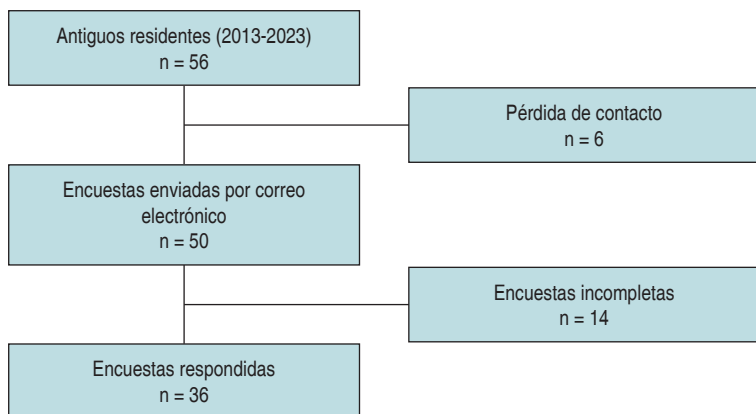 Antiguos residentes (2013-2023)
n = 56
Pérdida de contacto
n = 6
Encuestas enviadas por correo
electrónico
n = 50
Encuestas incompletas
n = 14
Encuestas respondidas
n = 36